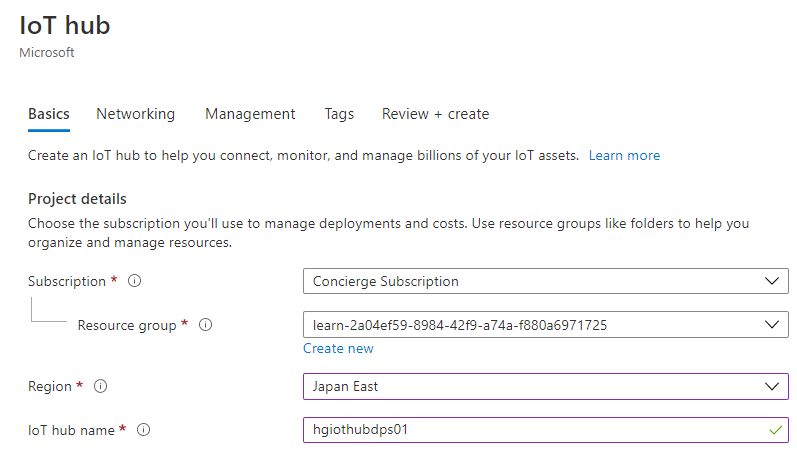 IoT hub
Microsoft
Basics Networking Management Tags Review + create
Create an IoT hub to help you connect, monitor, and manage billions of your IoT assets. Learn more
Project details
Choose the subscription you'll use to manage deployments and costs. Use resource groups like folders to help you
organize and manage resources.
Subscription * Concierge Subscription
Resource group * learn-2a04ef59-8984-42f9-a74a-f880a6971725
Create new
Region * Japan East
IoT hub name * hgiothubdps01